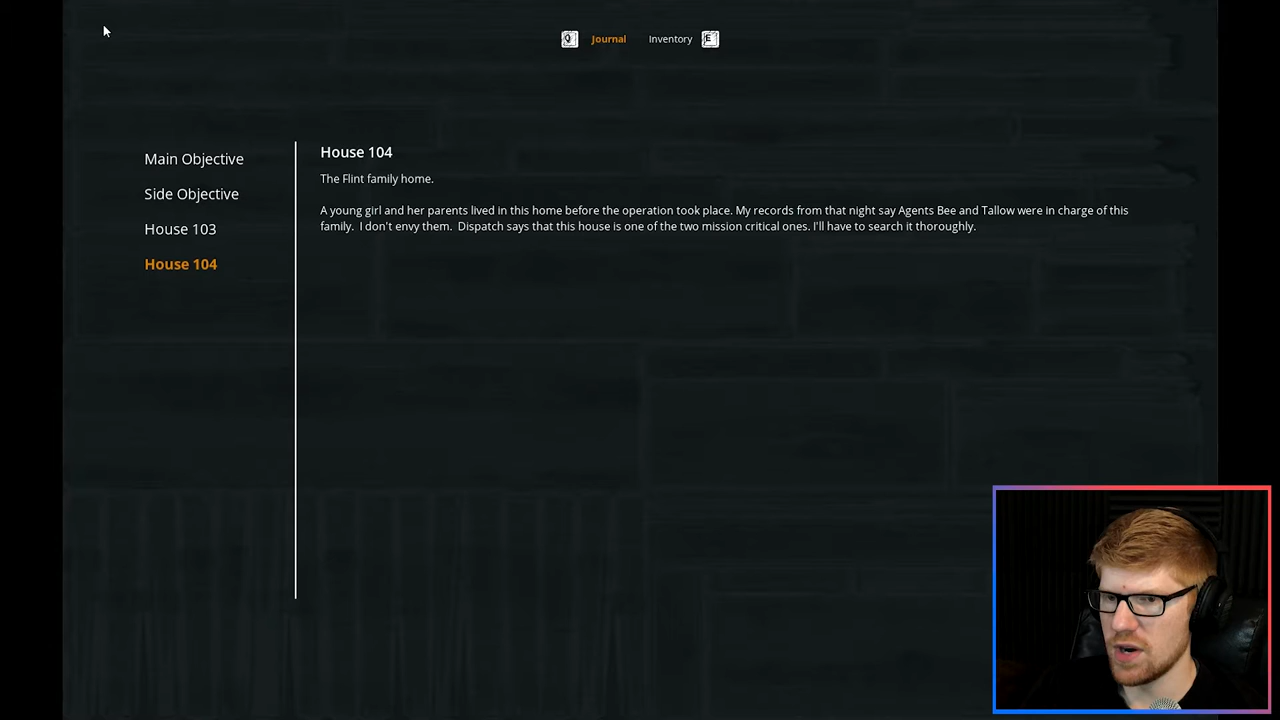 Q Journal Inventory E
Main Objective
Side Objective
House 103
House 104
House 104
The Flint family home.
A young girl and her parents lived in this home before the operation took place. My records from that night say Agents Bee and Tallow were in charge of this
family.  I don't envy them.  Dispatch says that this house is one of the two mission critical ones. I'll have to search it thoroughly.